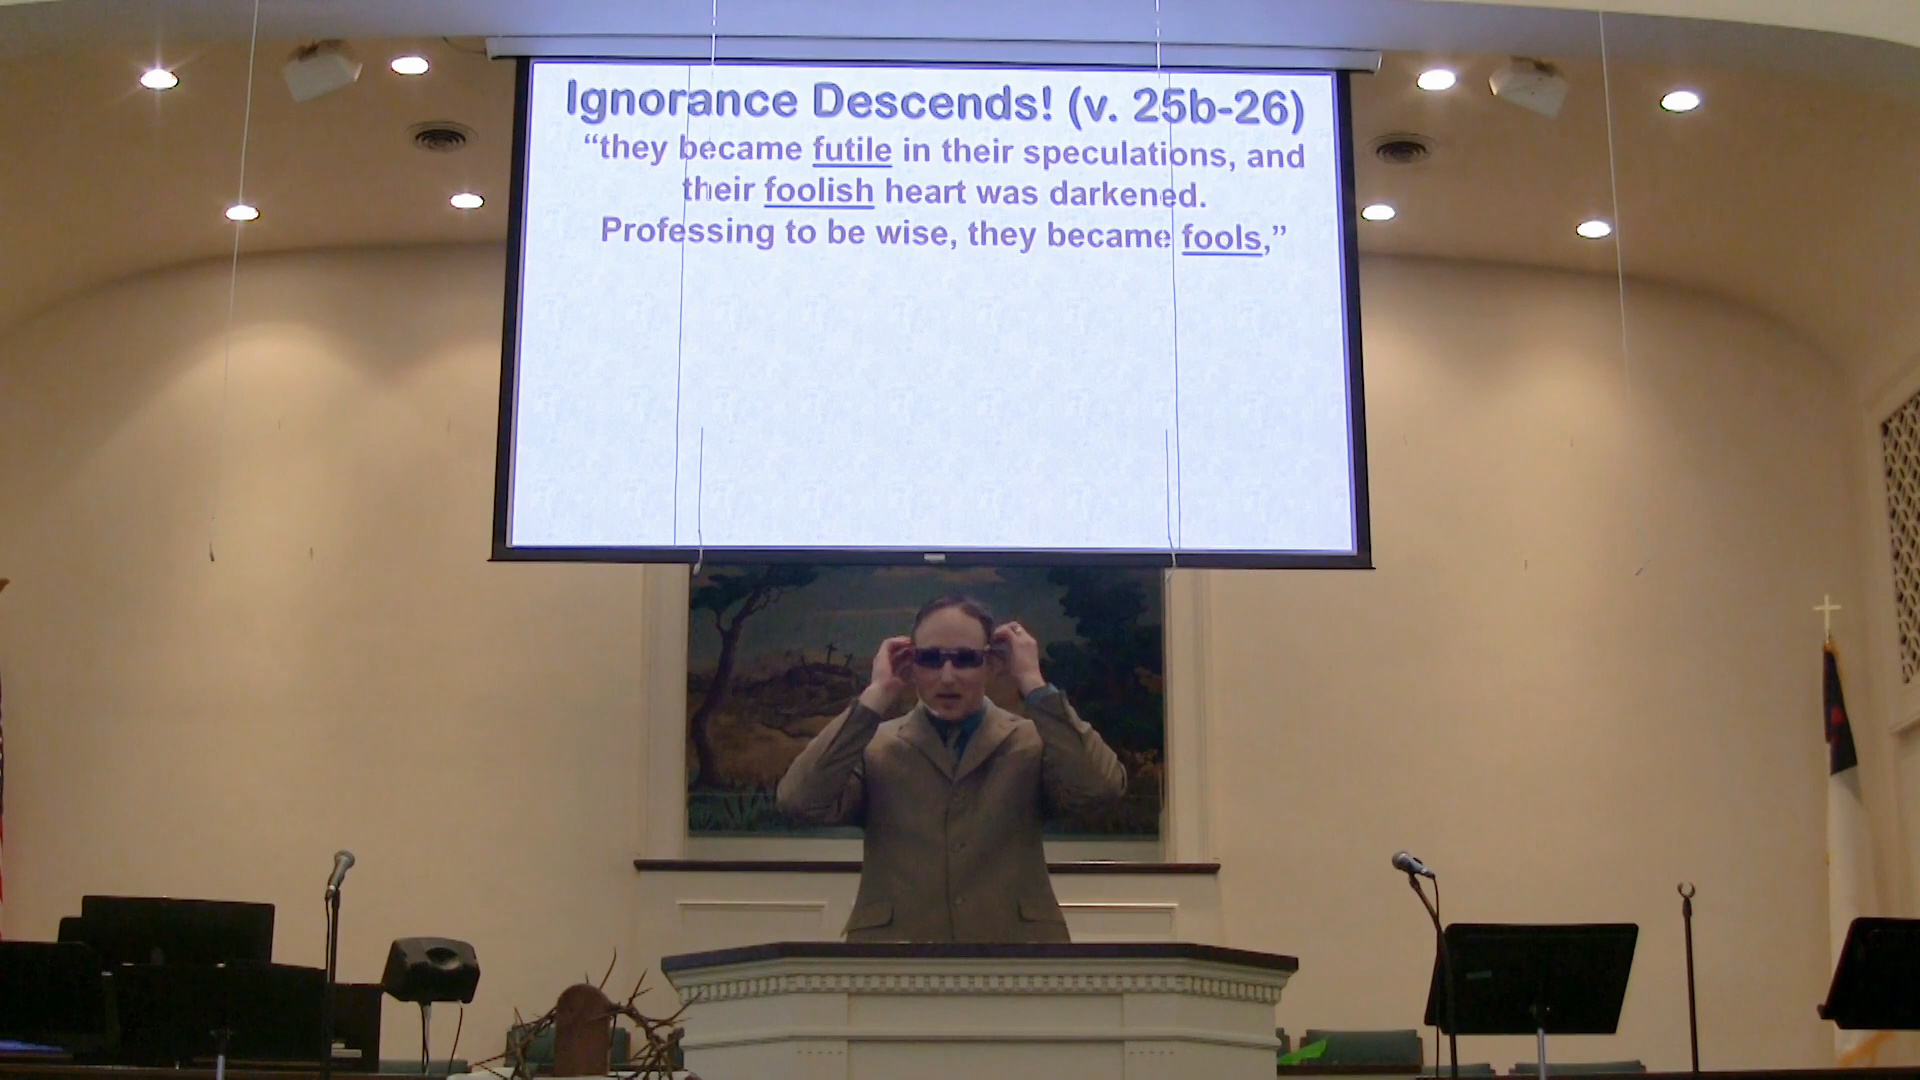 Ignorance Descends! (v. 25b-26)
“they became futile in their speculations, and
their foolish heart was darkened.
Professing to be wise, they became fools,”